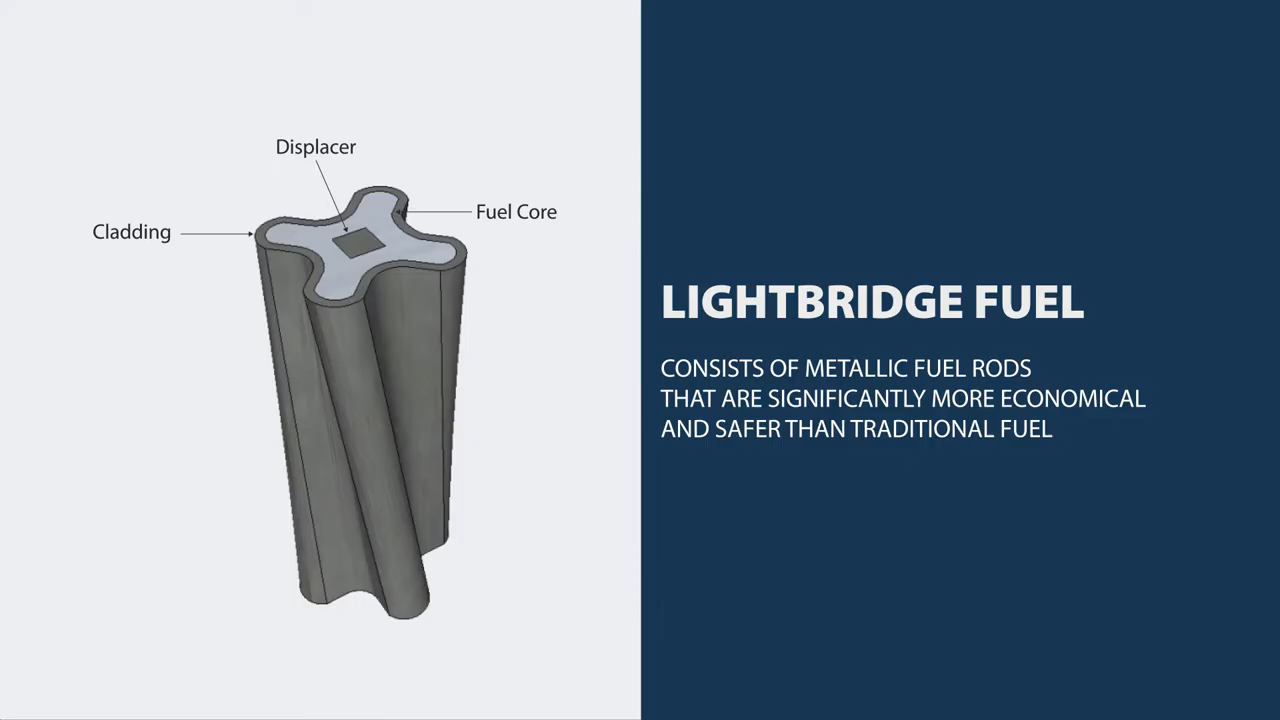 Displacer
Fuel Core
Cladding
LIGHTBRIDGE FUEL
CONSISTS OF METALLIC FUEL RODS
THAT ARE SIGNIFICANTLY MORE ECONOMICAL
AND SAFER THAN TRADITIONAL FUEL